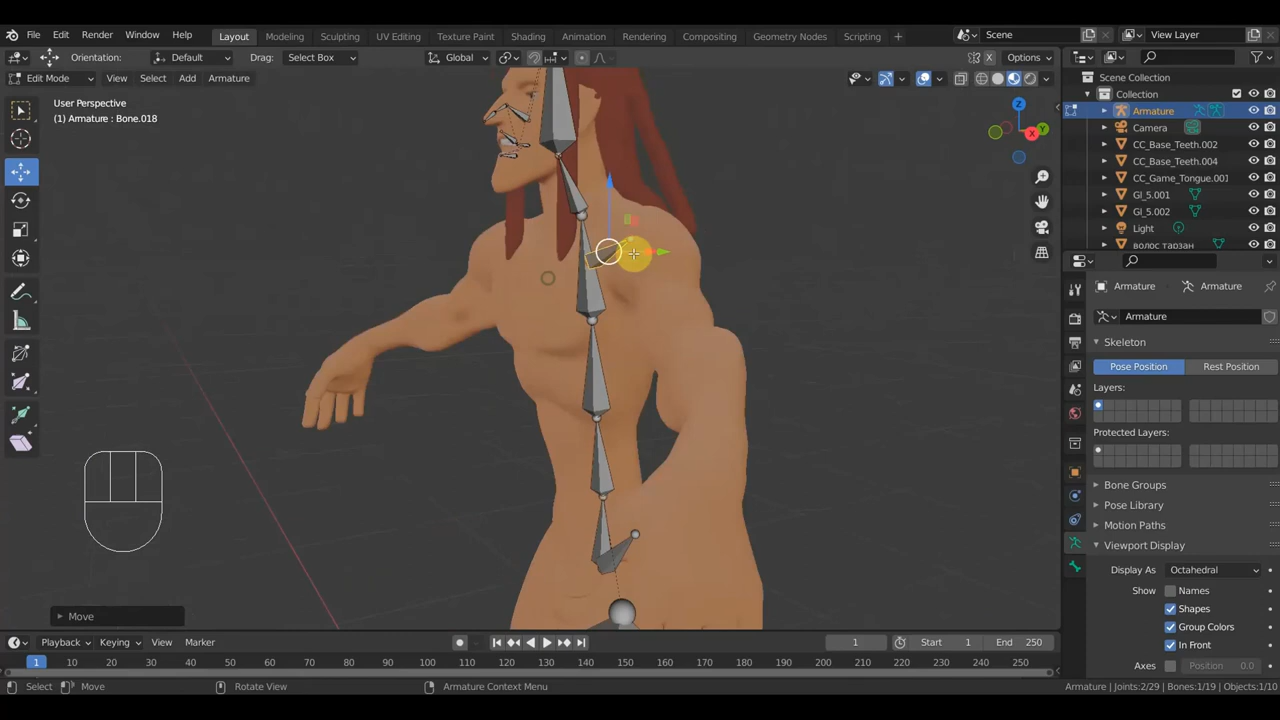 File Edit Render Window Help Layout Modeling Sculpting UV Editing Texture Paint Shading Animation Rendering Compositing Geometry Nodes Scripting Scene View Layer
Orientation: Default Drag: Select Box Global Options
Edit Mode View Select Add Armature
User Perspective
(1) Armature : Bone.018
Z
Y
X
Move
Scene Collection
Collection
Armature
Camera
CC_Base_Teeth.002
CC_Base_Teeth.004
CC_Game_Tongue.001
GI_5.001
GI_5.002
Light
волос тарзан
Armature Armature
Armature
Skeleton
Pose Position Rest Position
Layers:
Protected Layers:
Bone Groups
Pose Library
Motion Paths
Viewport Display
Display As Octahedral
Show Names
Shapes
Group Colors
In Front
Axes Position 0.0
Playback Keying View Marker 1 Start 1 End 250
1 10 20 30 40 50 60 70 80 90 100 110 120 130 140 150 160 170 180 190 200 210 220 230 240 250
Select Move Rotate View Armature Context Menu Armature | Joints:2/29 | Bones:1/19 | Objects:1/10